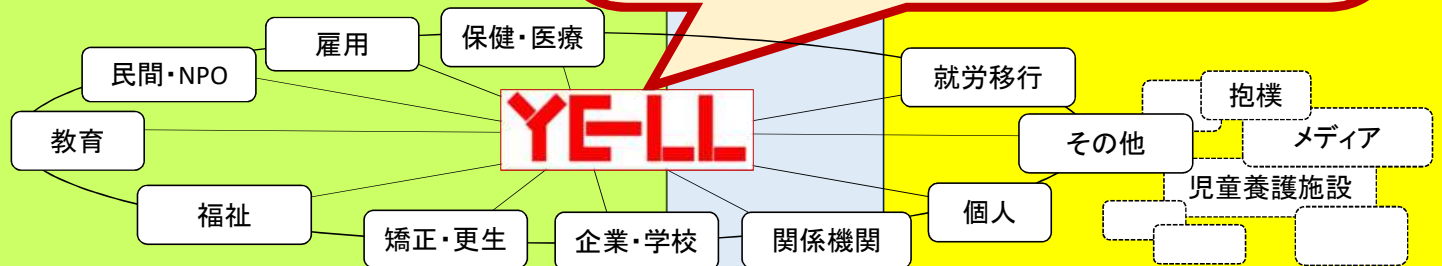 雇用
保健・医療
民間・NPO
就労移行
抱樸
YELL
教育
その他
メディア
児童養護施設
福祉
個人
矯正・更生
企業・学校
関係機関